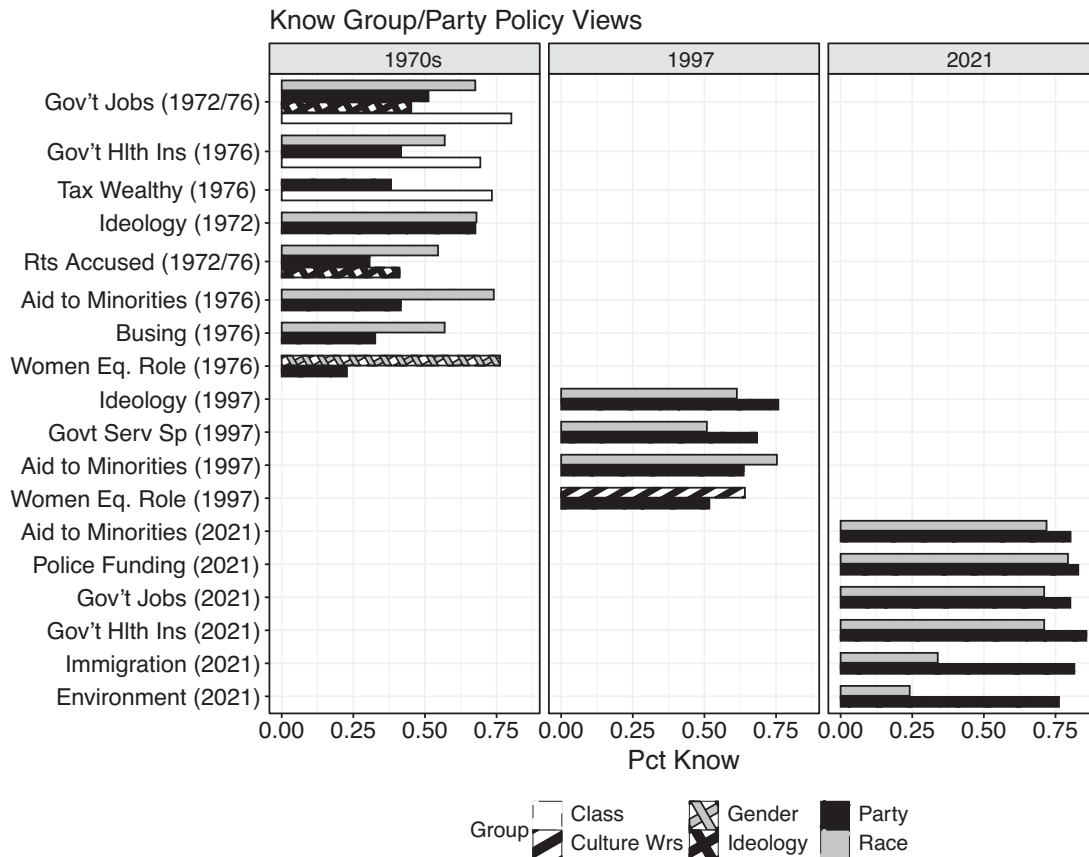 Know Group/Party Policy Views
1970s
1997
2021
Gov't Jobs (1972/76)
Gov't Hlth Ins (1976)
Tax Wealthy (1976)
Ideology (1972)
Rts Accused (1972/76)
Aid to Minorities (1976)
Busing (1976)
Women Eq. Role (1976)
Ideology (1997)
Govt Serv Sp (1997)
Aid to Minorities (1997)
Women Eq. Role (1997)
Aid to Minorities (2021)
Police Funding (2021)
Gov't Jobs (2021)
Gov't Hlth Ins (2021)
Immigration (2021)
Environment (2021)
0.00 0.25 0.50 0.75 0.00 0.25 0.50 0.75 0.00 0.25 0.50 0.75
Pct Know
Group
Class Gender Party
Culture Wrs Ideology Race